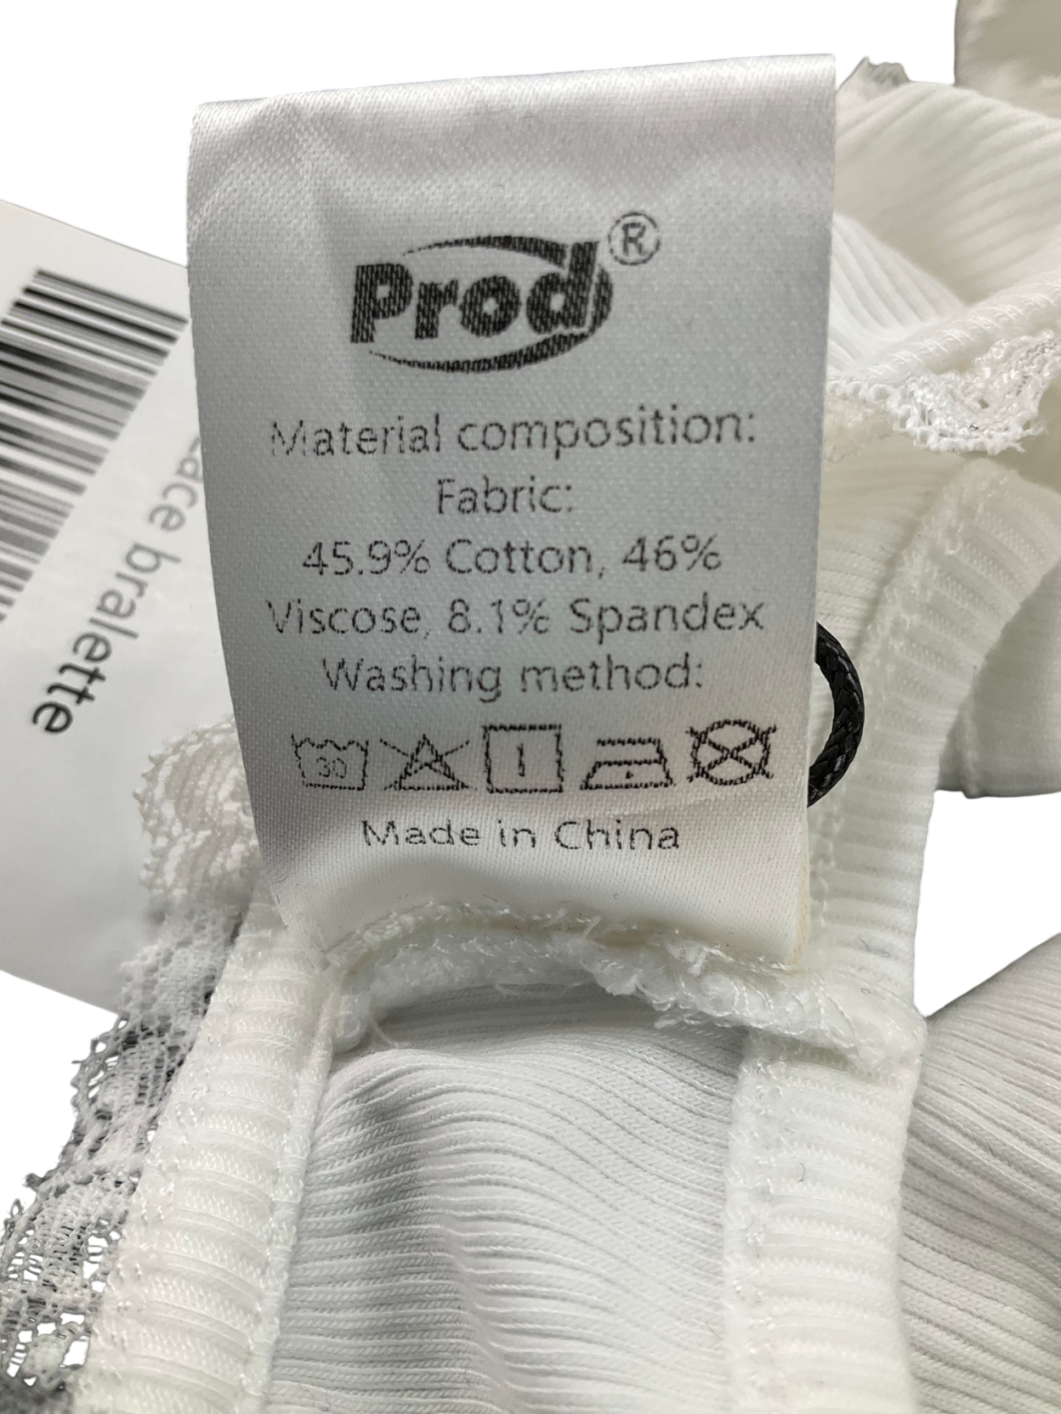 Prod®
Material composition:
Fabric:
45.9% Cotton, 46%
Viscose, 8.1% Spandex
Washing method:
30
Made in China
bralette